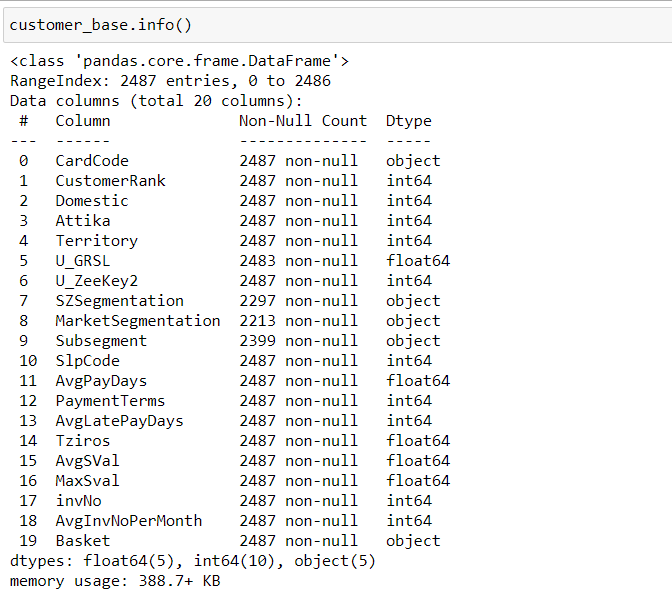 customer_base.info()
<class 'pandas.core.frame.DataFrame'>
RangeIndex: 2487 entries, 0 to 2486
Data columns (total 20 columns):
 #   Column              Non-Null Count  Dtype
---  ------              --------------  -----
 0   CardCode            2487 non-null   object
 1   CustomerRank        2487 non-null   int64
 2   Domestic            2487 non-null   int64
 3   Attika              2487 non-null   int64
 4   Territory           2487 non-null   int64
 5   U_GRSL              2483 non-null   float64
 6   U_ZeeKey2           2487 non-null   int64
 7   SZSegmentation      2297 non-null   object
 8   MarketSegmentation  2213 non-null   object
 9   Subsegment          2399 non-null   object
 10  SlpCode             2487 non-null   int64
 11  AvgPayDays          2487 non-null   float64
 12  PaymentTerms        2487 non-null   int64
 13  AvgLatePayDays      2487 non-null   int64
 14  Tziros              2487 non-null   float64
 15  AvgSVal             2487 non-null   float64
 16  MaxSval             2487 non-null   float64
 17  invNo               2487 non-null   int64
 18  AvgInvNoPerMonth    2487 non-null   int64
 19  Basket              2487 non-null   object
dtypes: float64(5), int64(10), object(5)
memory usage: 388.7+ KB